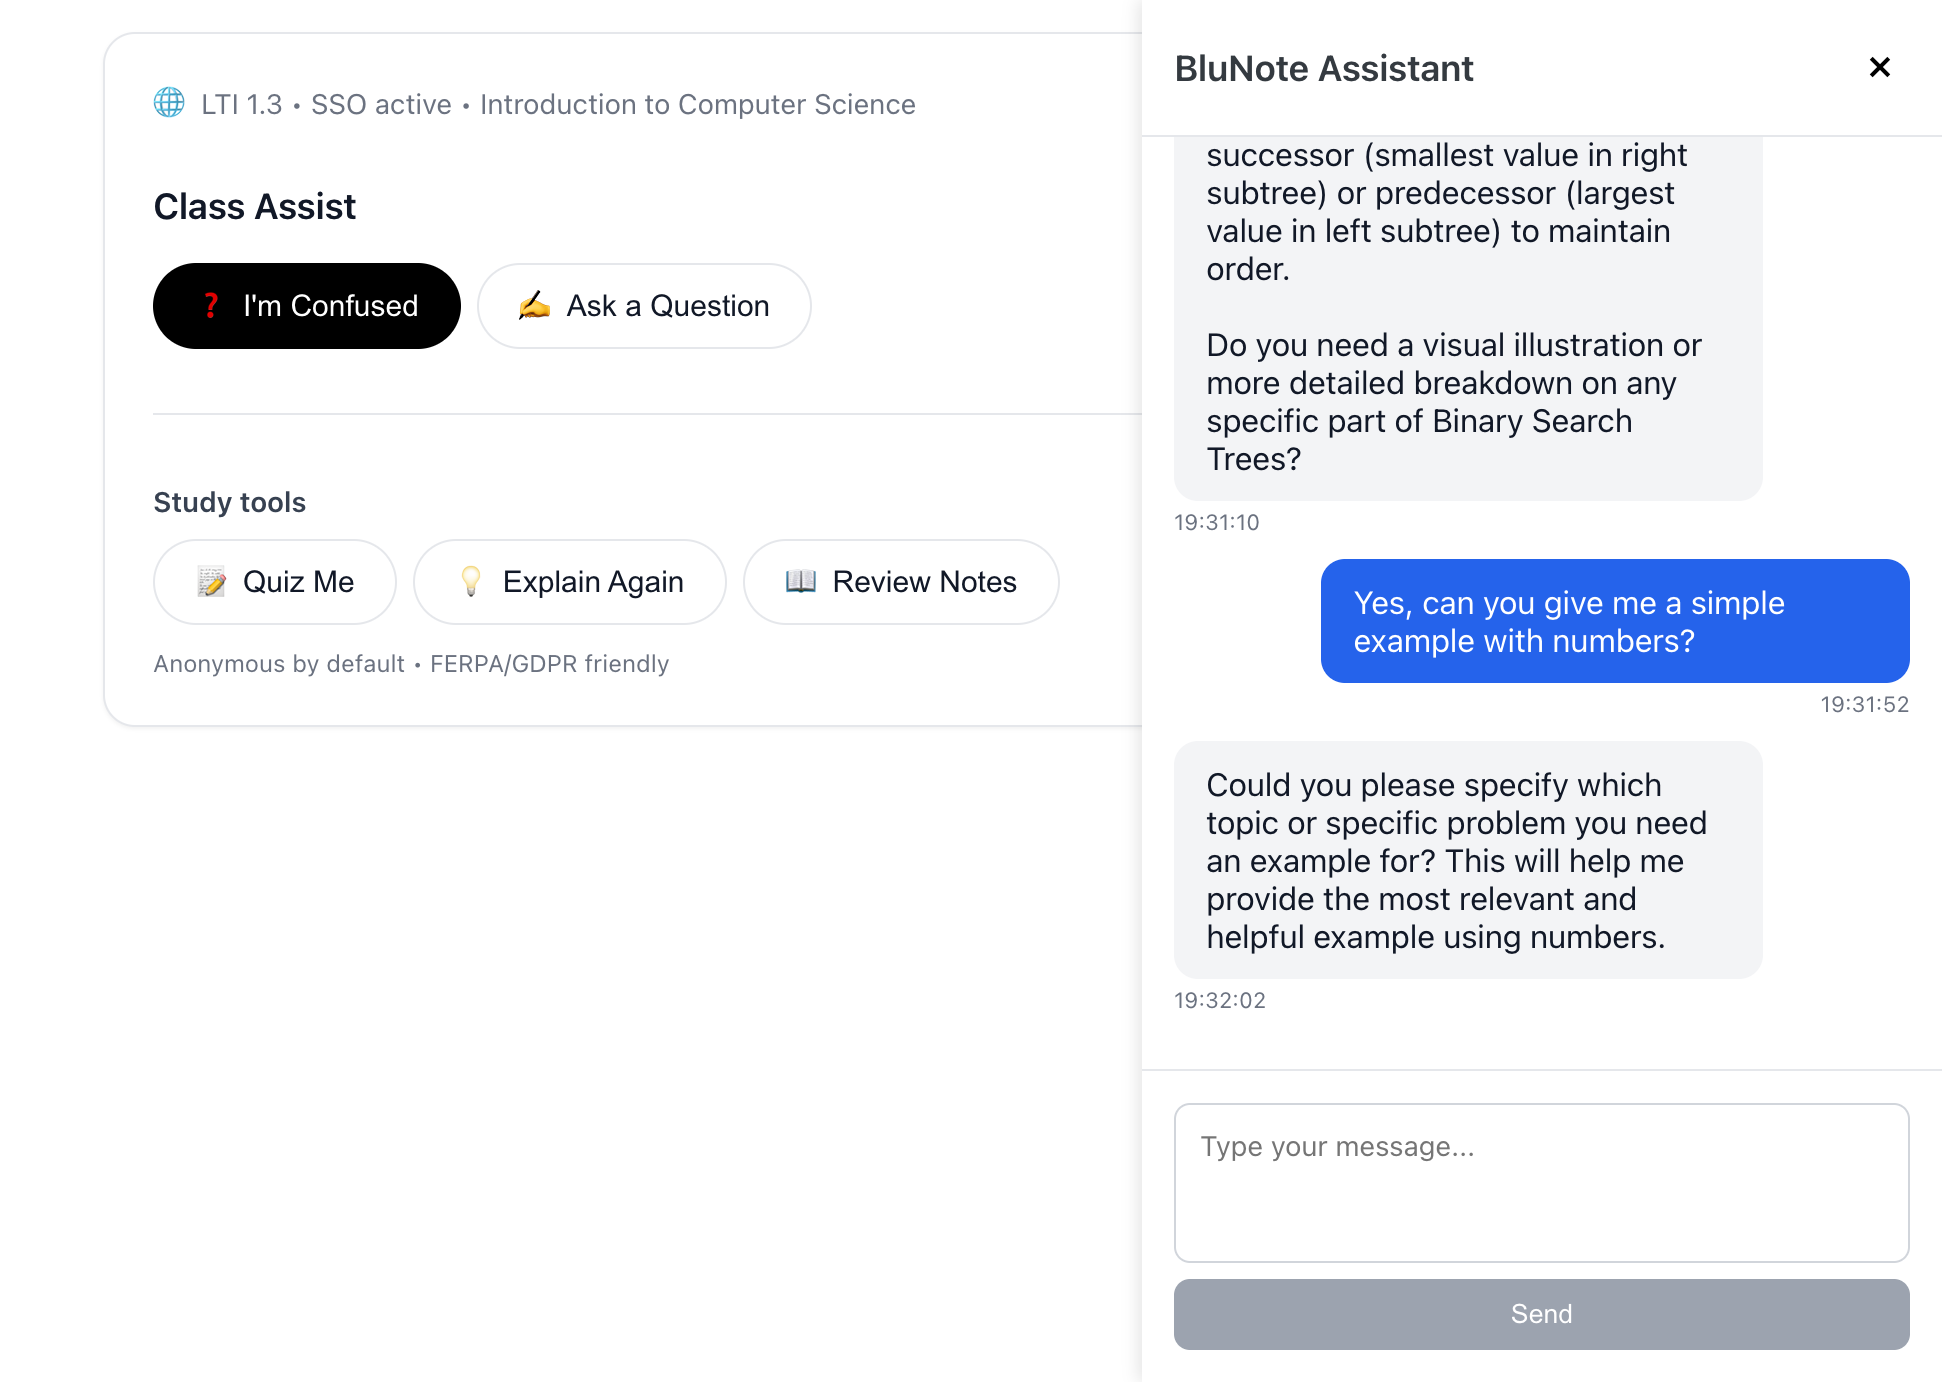 LTI 1.3 • SSO active • Introduction to Computer Science
Class Assist
❓ I'm Confused
✍️ Ask a Question
Study tools
📝 Quiz Me
💡 Explain Again
📖 Review Notes
Anonymous by default • FERPA/GDPR friendly
BluNote Assistant
✕
successor (smallest value in right
subtree) or predecessor (largest
value in left subtree) to maintain
order.
Do you need a visual illustration or
more detailed breakdown on any
specific part of Binary Search
Trees?
19:31:10
Yes, can you give me a simple
example with numbers?
19:31:52
Could you please specify which
topic or specific problem you need
an example for? This will help me
provide the most relevant and
helpful example using numbers.
19:32:02
Type your message...
Send